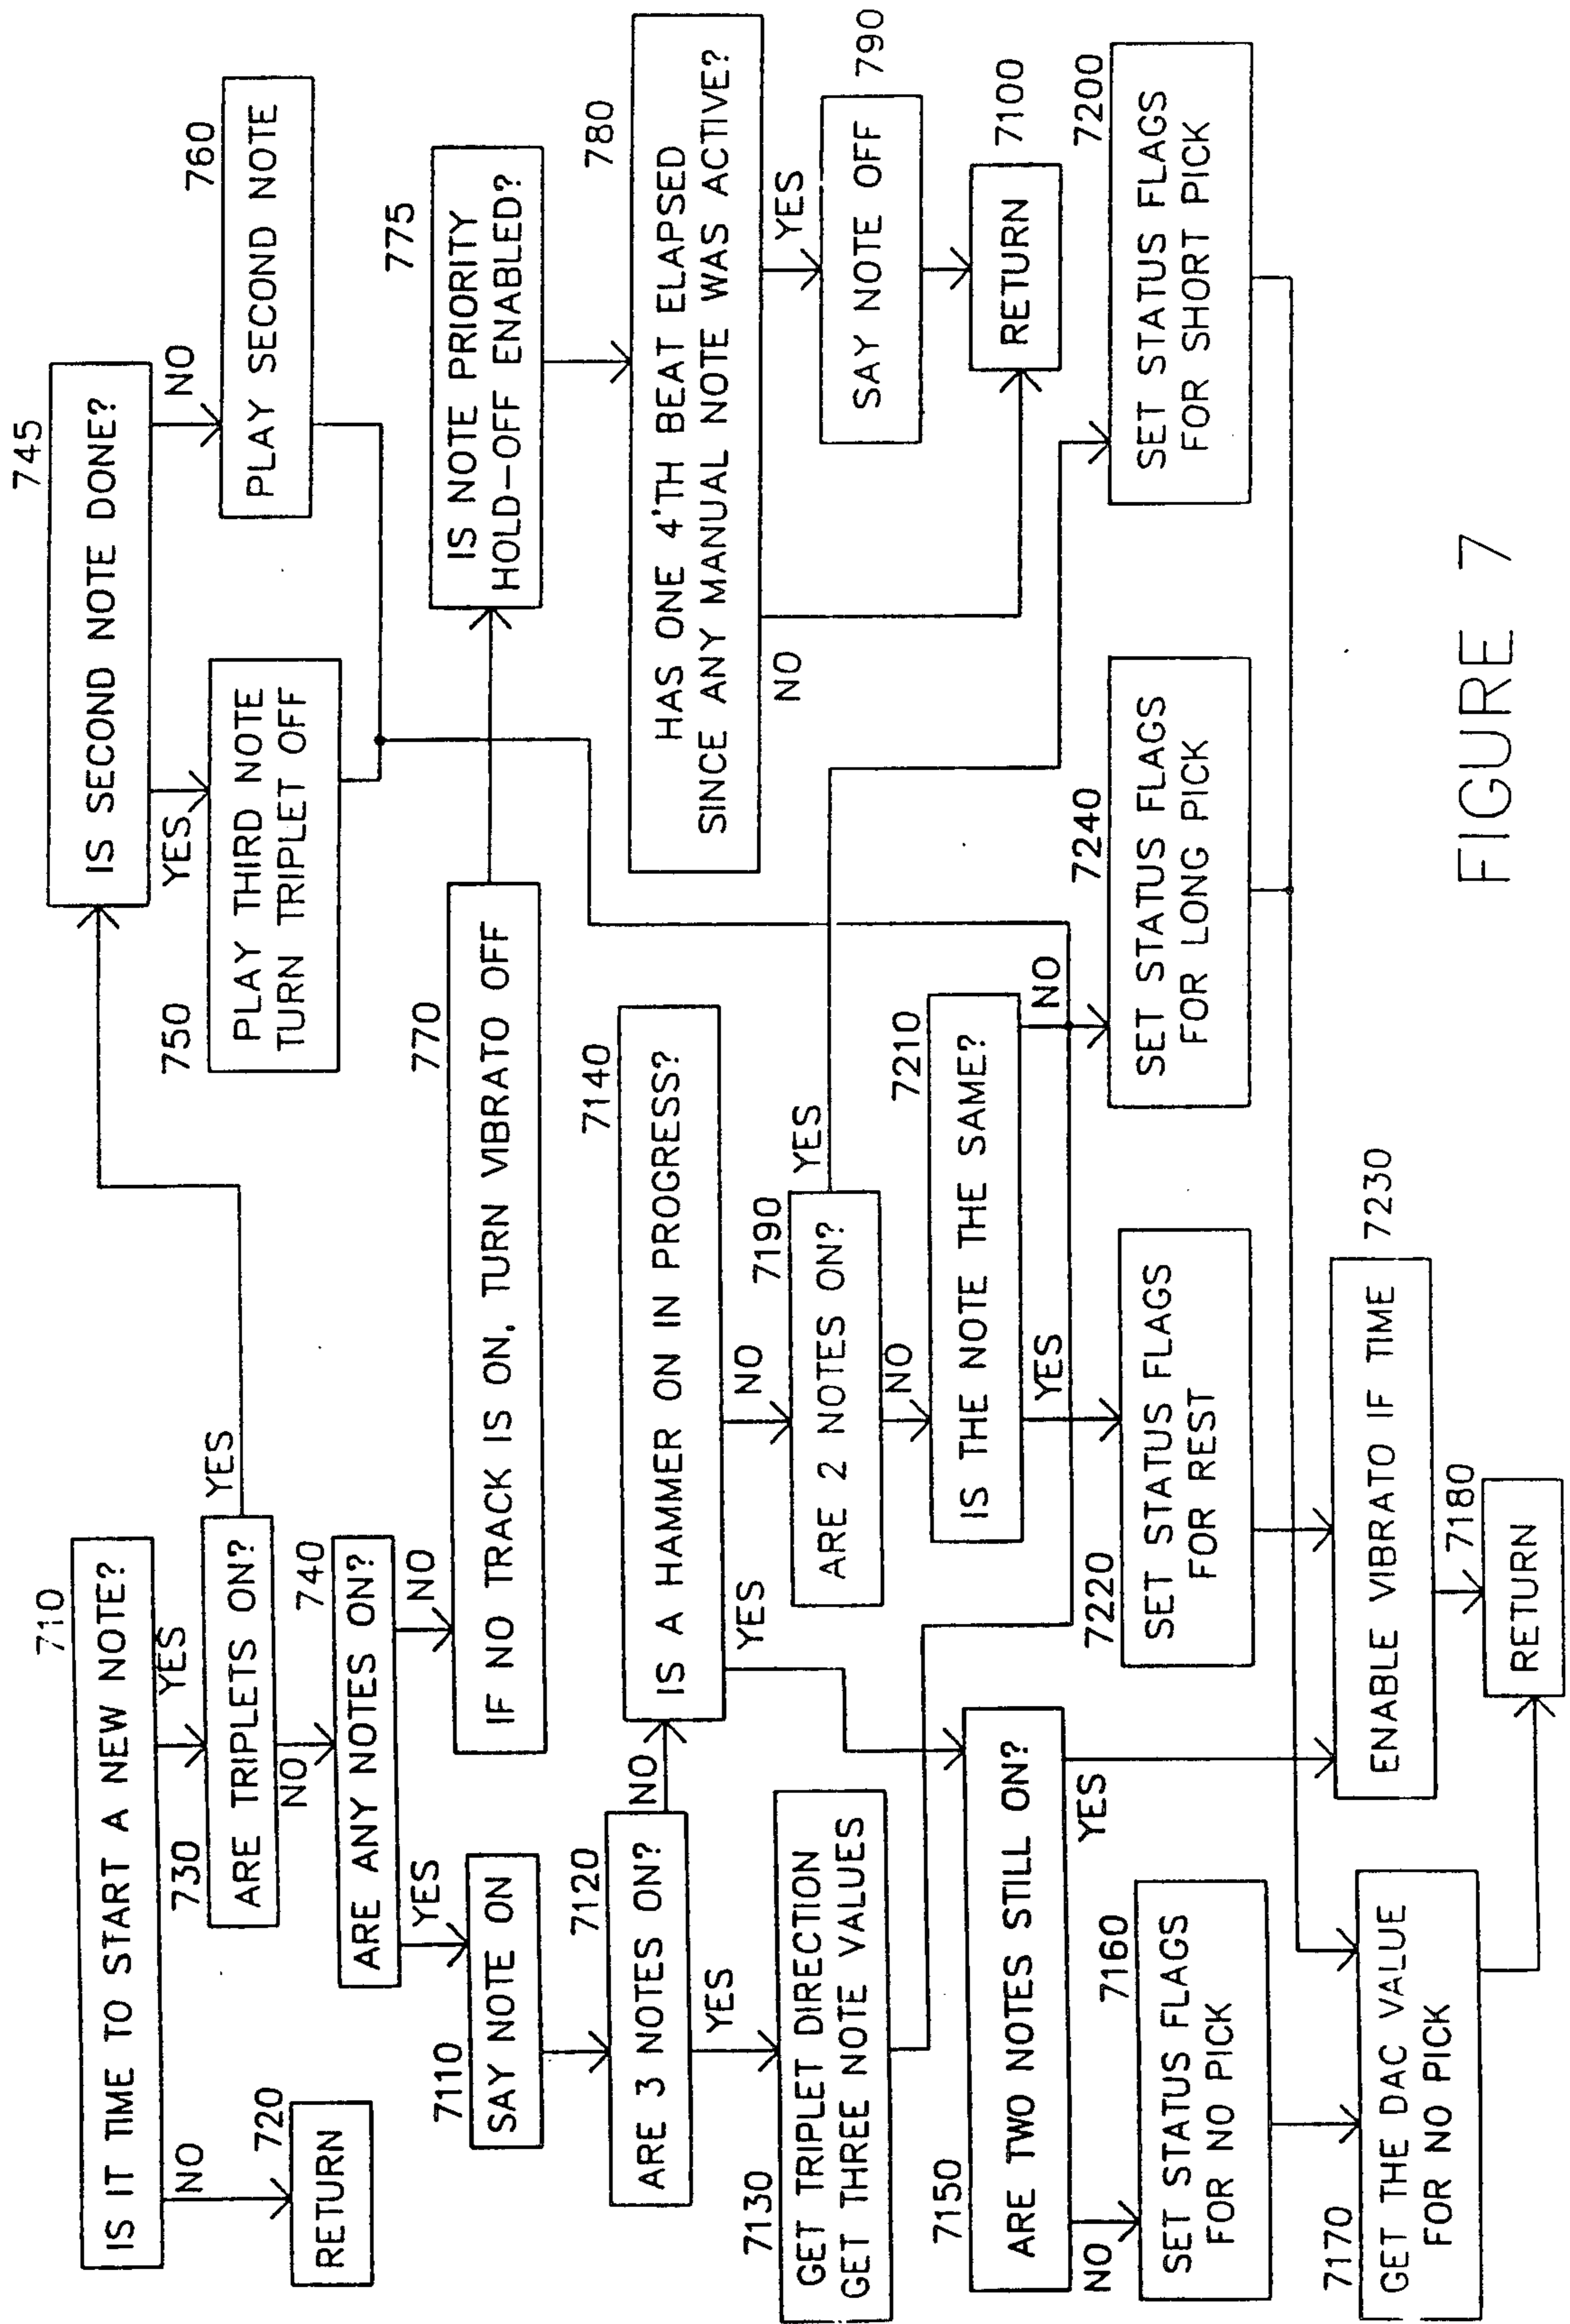 710
IS IT TIME TO START A NEW NOTE?
NO
YES
720
RETURN
730
ARE TRIPLETS ON?
YES
NO
740
ARE ANY NOTES ON?
YES
NO
745
IS SECOND NOTE DONE?
YES
NO
750
PLAY THIRD NOTE
TURN TRIPLET OFF
760
PLAY SECOND NOTE
770
IF NO TRACK IS ON, TURN VIBRATO OFF
775
IS NOTE PRIORITY
HOLD-OFF ENABLED?
780
HAS ONE 4'TH BEAT ELAPSED
SINCE ANY MANUAL NOTE WAS ACTIVE?
NO
YES
SAY NOTE OFF
790
RETURN
7100
7110
SAY NOTE ON
7120
ARE 3 NOTES ON?
NO
YES
7130
GET TRIPLET DIRECTION
GET THREE NOTE VALUES
7140
IS A HAMMER ON IN PROGRESS?
YES
NO
7190
ARE 2 NOTES ON?
YES
NO
7210
IS THE NOTE THE SAME?
YES
NO
7150
ARE TWO NOTES STILL ON?
NO
YES
7160
SET STATUS FLAGS
FOR NO PICK
7220
SET STATUS FLAGS
FOR REST
7240
SET STATUS FLAGS
FOR LONG PICK
7200
SET STATUS FLAGS
FOR SHORT PICK
7170
GET THE DAC VALUE
FOR NO PICK
ENABLE VIBRATO IF TIME
7230
7180
RETURN
FIGURE 7